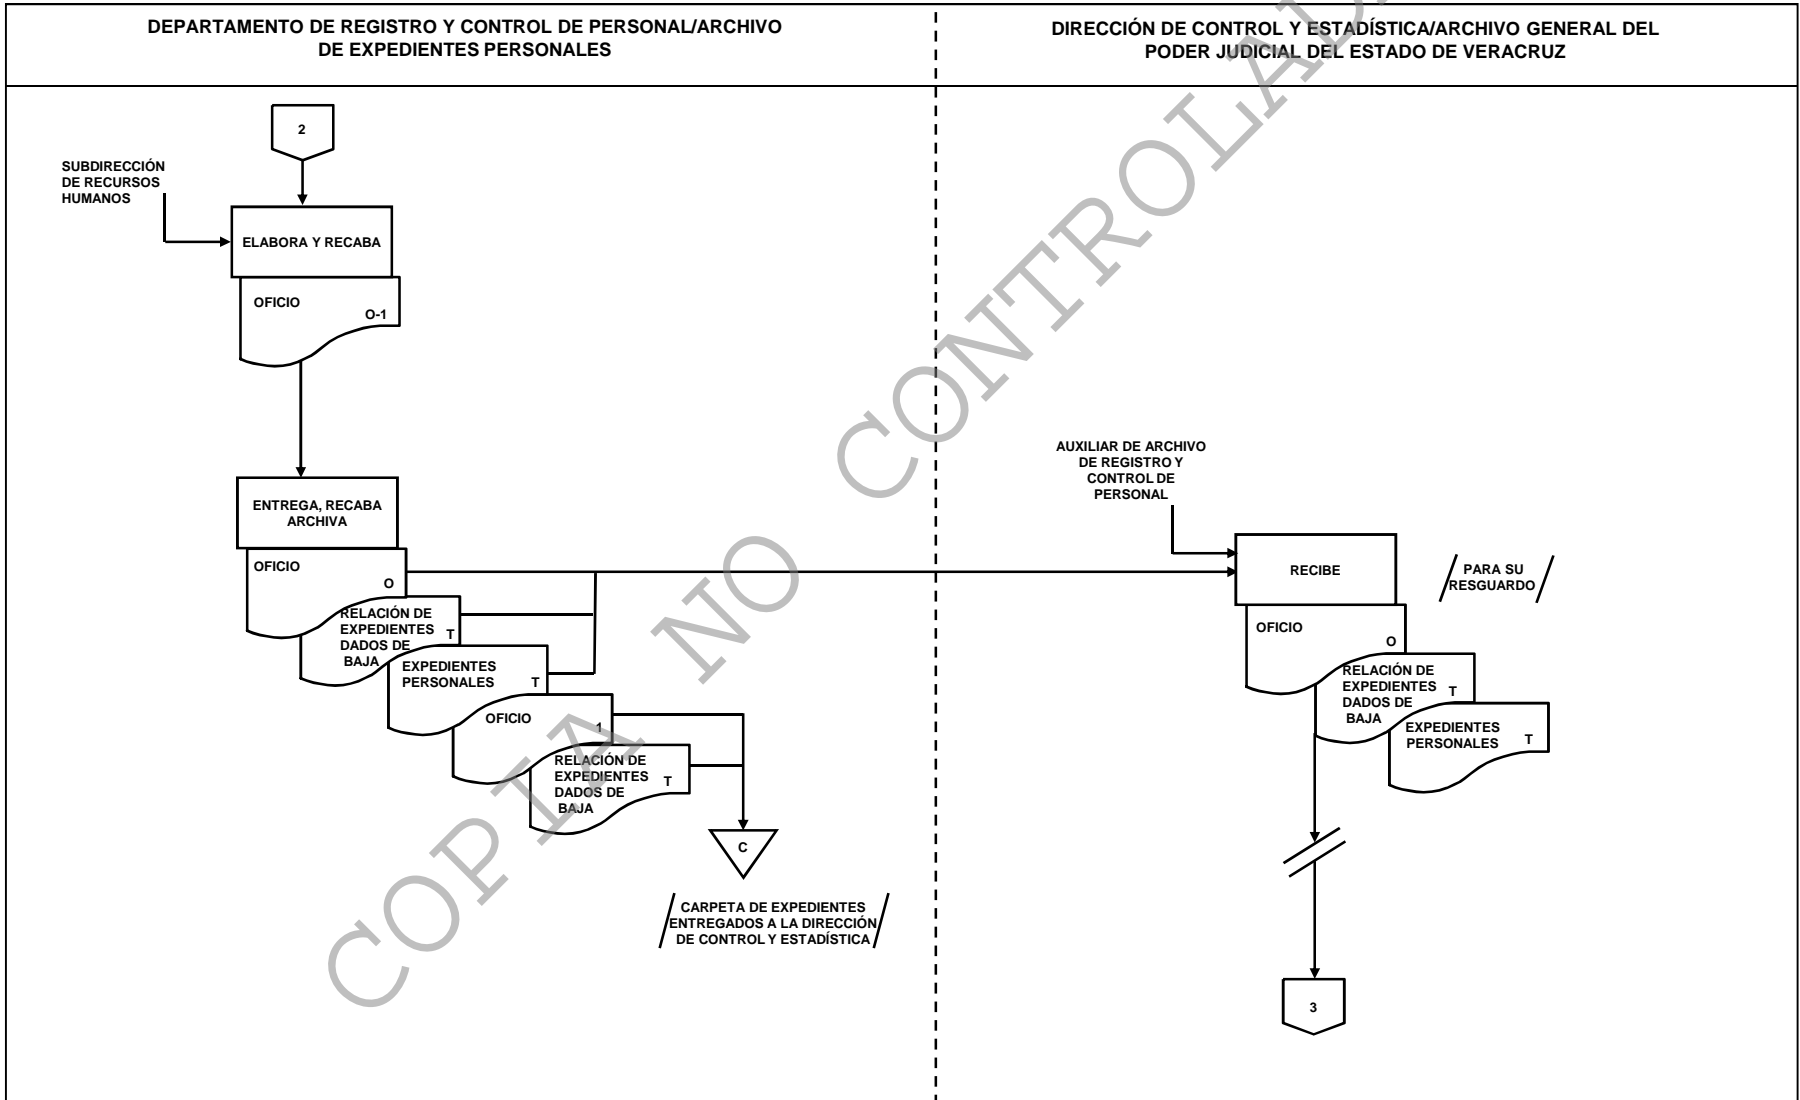 DEPARTAMENTO DE REGISTRO Y CONTROL DE PERSONAL/ARCHIVO
DE EXPEDIENTES PERSONALES
DIRECCIÓN DE CONTROL Y ESTADÍSTICA/ARCHIVO GENERAL DEL
PODER JUDICIAL DEL ESTADO DE VERACRUZ
2
SUBDIRECCIÓN
DE RECURSOS
HUMANOS
ELABORA Y RECABA
OFICIO
O-1
ENTREGA, RECABA
ARCHIVA
OFICIO
O
RELACIÓN DE
EXPEDIENTES
DADOS DE
BAJA
T
EXPEDIENTES
PERSONALES
T
OFICIO
1
RELACIÓN DE
EXPEDIENTES
DADOS DE
BAJA
T
C
CARPETA DE EXPEDIENTES
ENTREGADOS A LA DIRECCIÓN
DE CONTROL Y ESTADÍSTICA
AUXILIAR DE ARCHIVO
DE REGISTRO Y
CONTROL DE
PERSONAL
RECIBE
PARA SU
RESGUARDO
OFICIO
O
RELACIÓN DE
EXPEDIENTES
DADOS DE
BAJA
T
EXPEDIENTES
PERSONALES
T
3
COPIA NO CONTROLADA